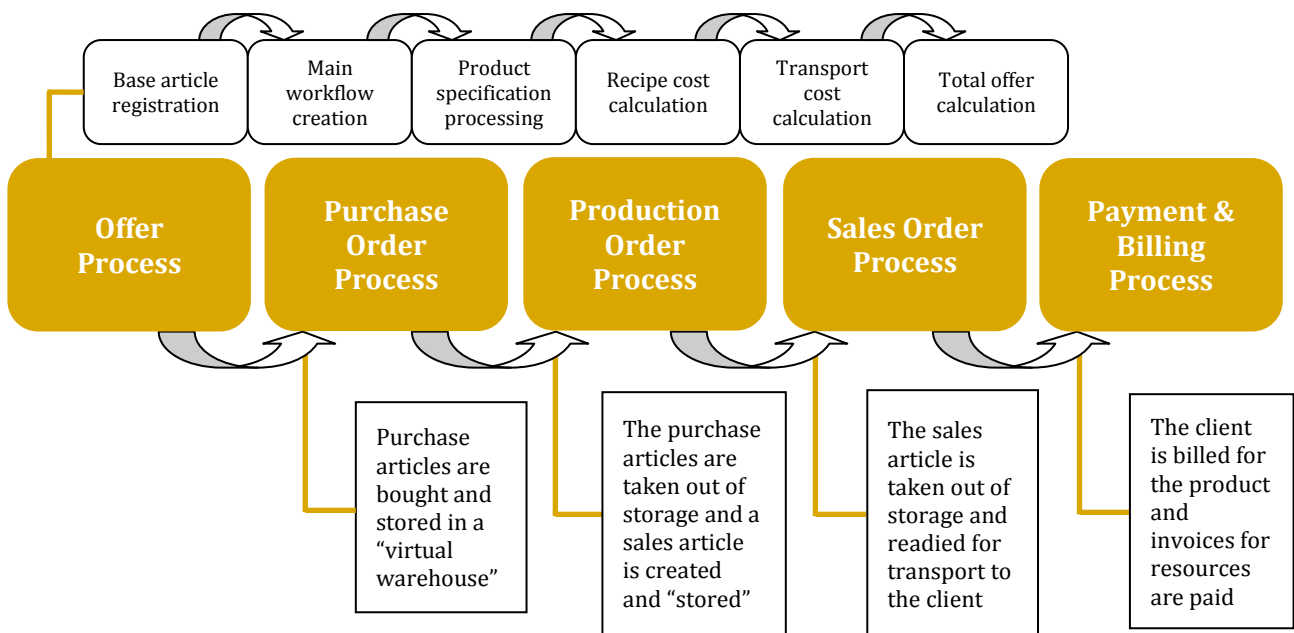 Base article
registration
Main
workflow
creation
Product
specification
processing
Recipe cost
calculation
Transport
cost
calculation
Total offer
calculation
Offer
Process
Purchase
Order
Process
Production
Order
Process
Sales Order
Process
Payment &
Billing
Process
Purchase
articles are
bought and
stored in a
“virtual
warehouse”
The purchase
articles are
taken out of
storage and a
sales article
is created
and “stored”
The sales
article is
taken out of
storage and
readied for
transport to
the client
The client
is billed for
the product
and
invoices for
resources
are paid